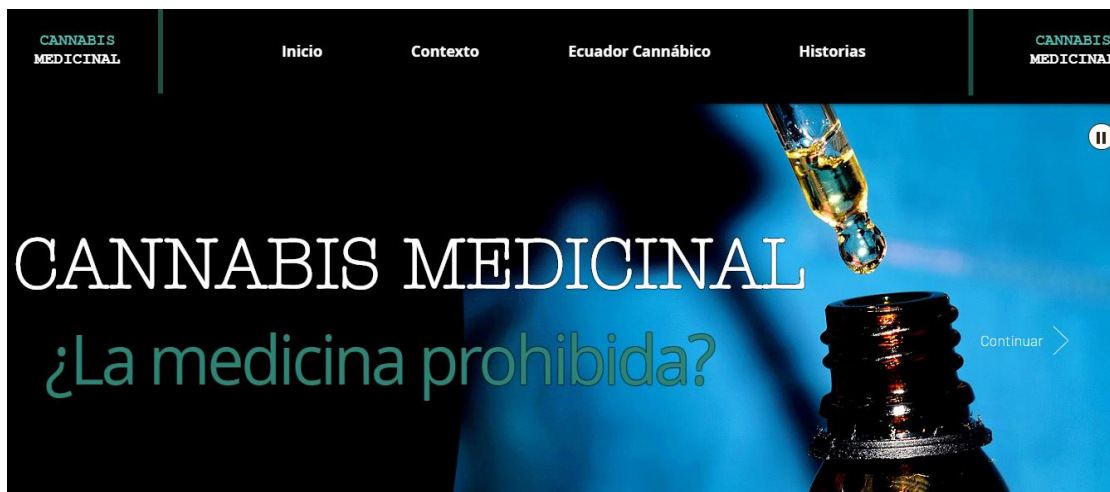 CANNABIS
MEDICINAL
Inicio
Contexto
Ecuador Cannábico
Historias
CANNABIS
MEDICINAL
CANNABIS MEDICINAL
¿La medicina prohibida?
Continuar